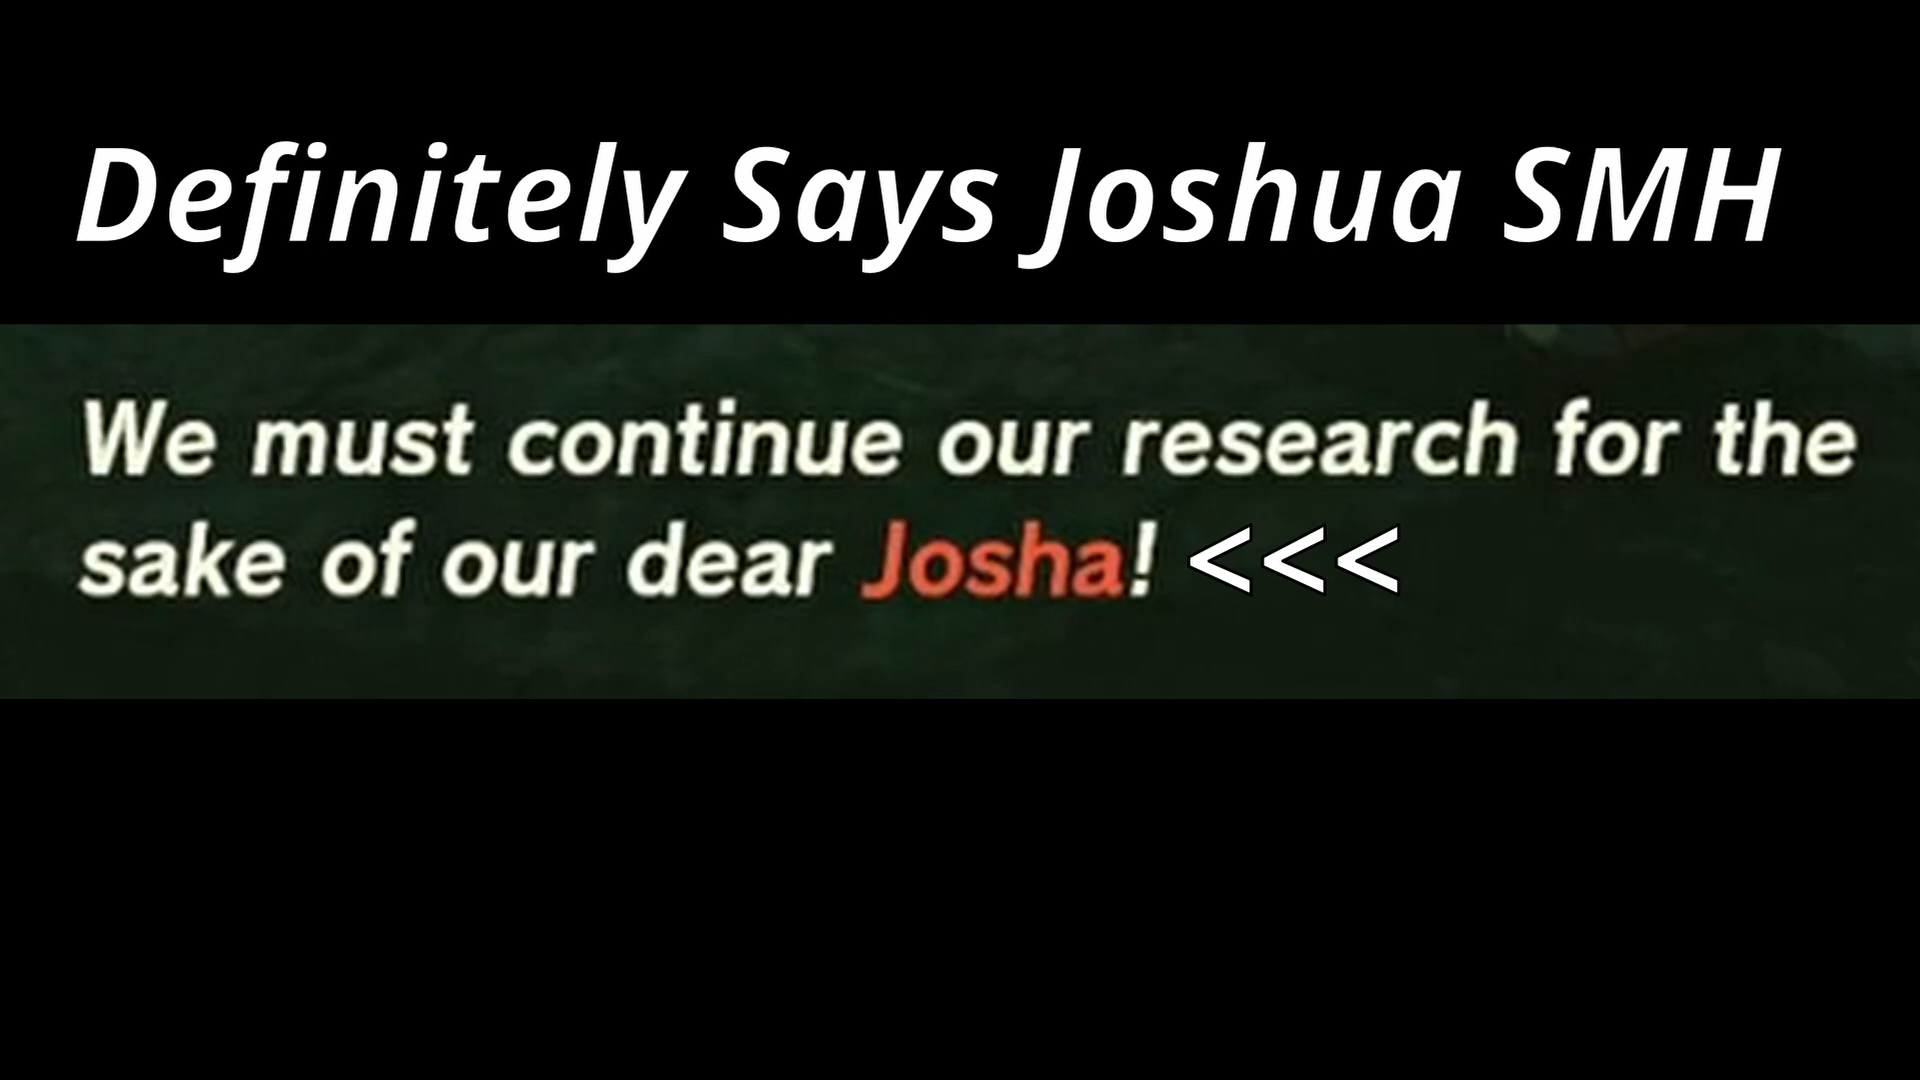 Definitely Says Joshua SMH
We must continue our research for the
sake of our dear Josha! <<<